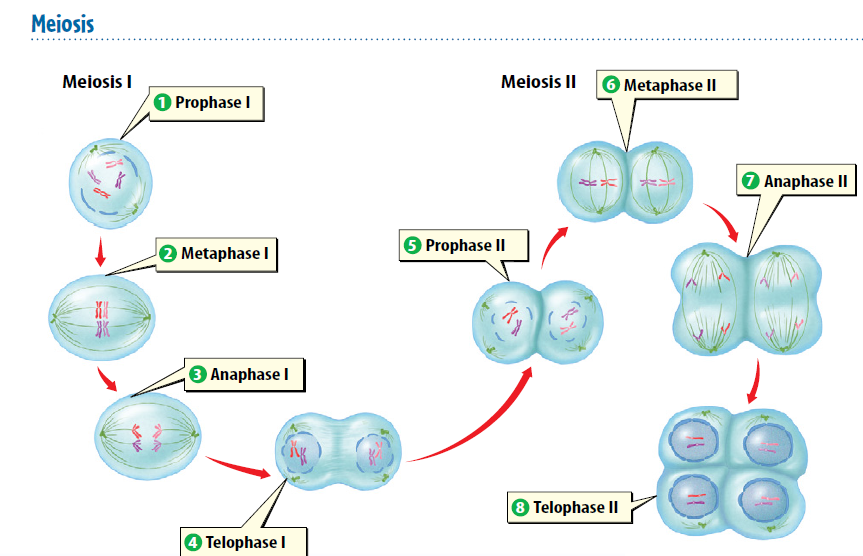 Meiosis
Meiosis I
1 Prophase I
2 Metaphase I
3 Anaphase I
4 Telophase I
5 Prophase II
Meiosis II
6 Metaphase II
7 Anaphase II
8 Telophase II